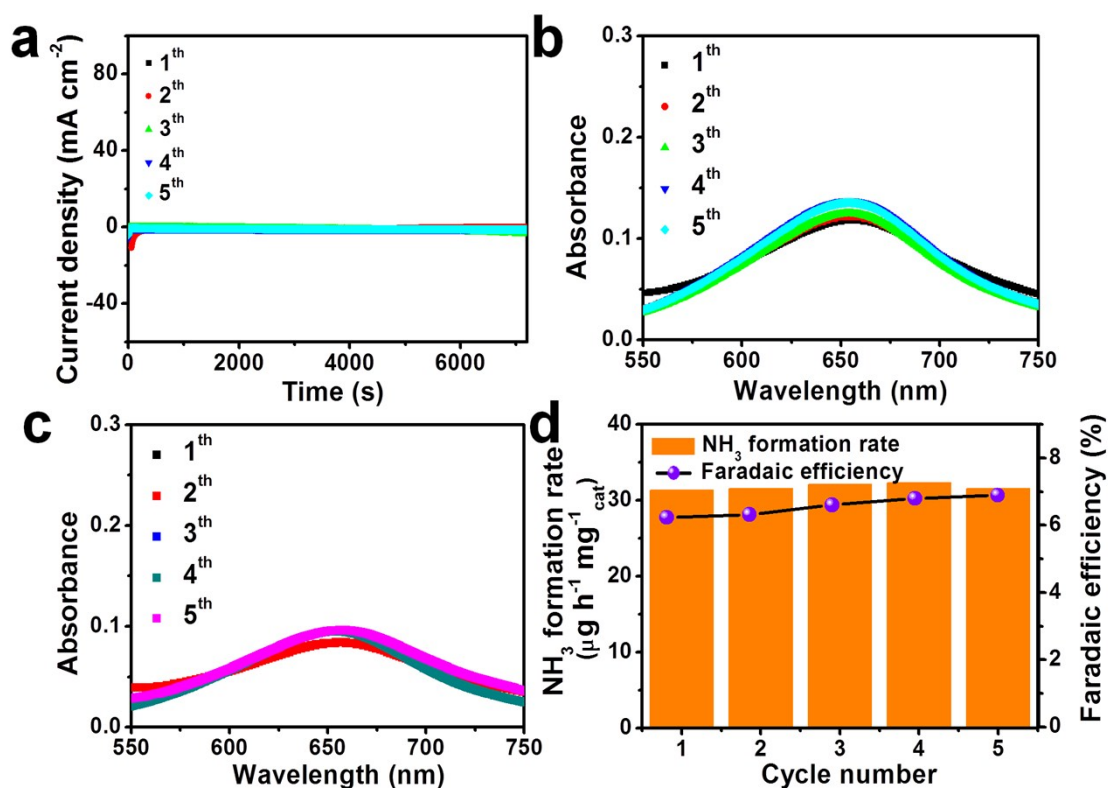 a
Current density (mA cm⁻²)
80
40
0
-40
1ᵗʰ
2ᵗʰ
3ᵗʰ
4ᵗʰ
5ᵗʰ
0 2000 4000 6000
Time (s)
b
Absorbance
0.3
0.2
0.1
0.0
1ᵗʰ
2ᵗʰ
3ᵗʰ
4ᵗʰ
5ᵗʰ
550 600 650 700 750
Wavelength (nm)
c
Absorbance
0.3
0.2
0.1
0.0
1ᵗʰ
2ᵗʰ
3ᵗʰ
4ᵗʰ
5ᵗʰ
550 600 650 700 750
Wavelength (nm)
d
NH₃ formation rate
(μg h⁻¹ mg⁻¹cat)
40
30
20
10
0
NH₃ formation rate
Faradaic efficiency
1 2 3 4 5
Cycle number
8
6
4
2
0
Faradaic efficiency (%)